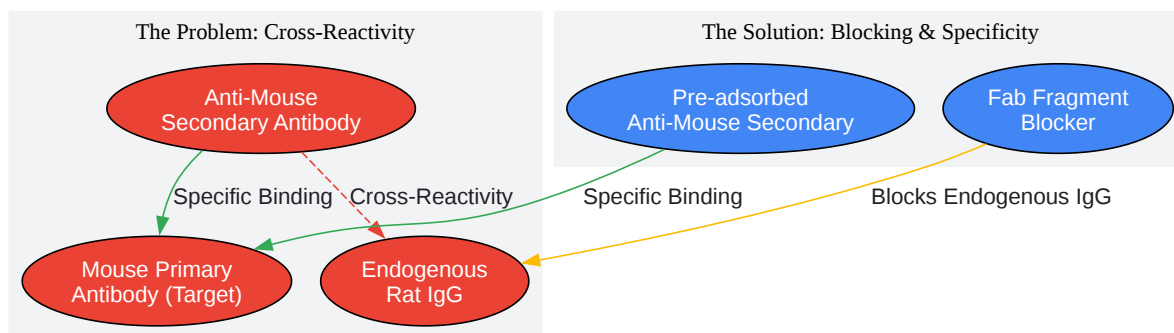 The Problem: Cross-Reactivity
The Solution: Blocking & Specificity
Anti-Mouse
Secondary Antibody
Pre-adsorbed
Anti-Mouse Secondary
Fab Fragment
Blocker
Specific Binding
Cross-Reactivity
Specific Binding
Blocks Endogenous IgG
Mouse Primary
Antibody (Target)
Endogenous
Rat IgG